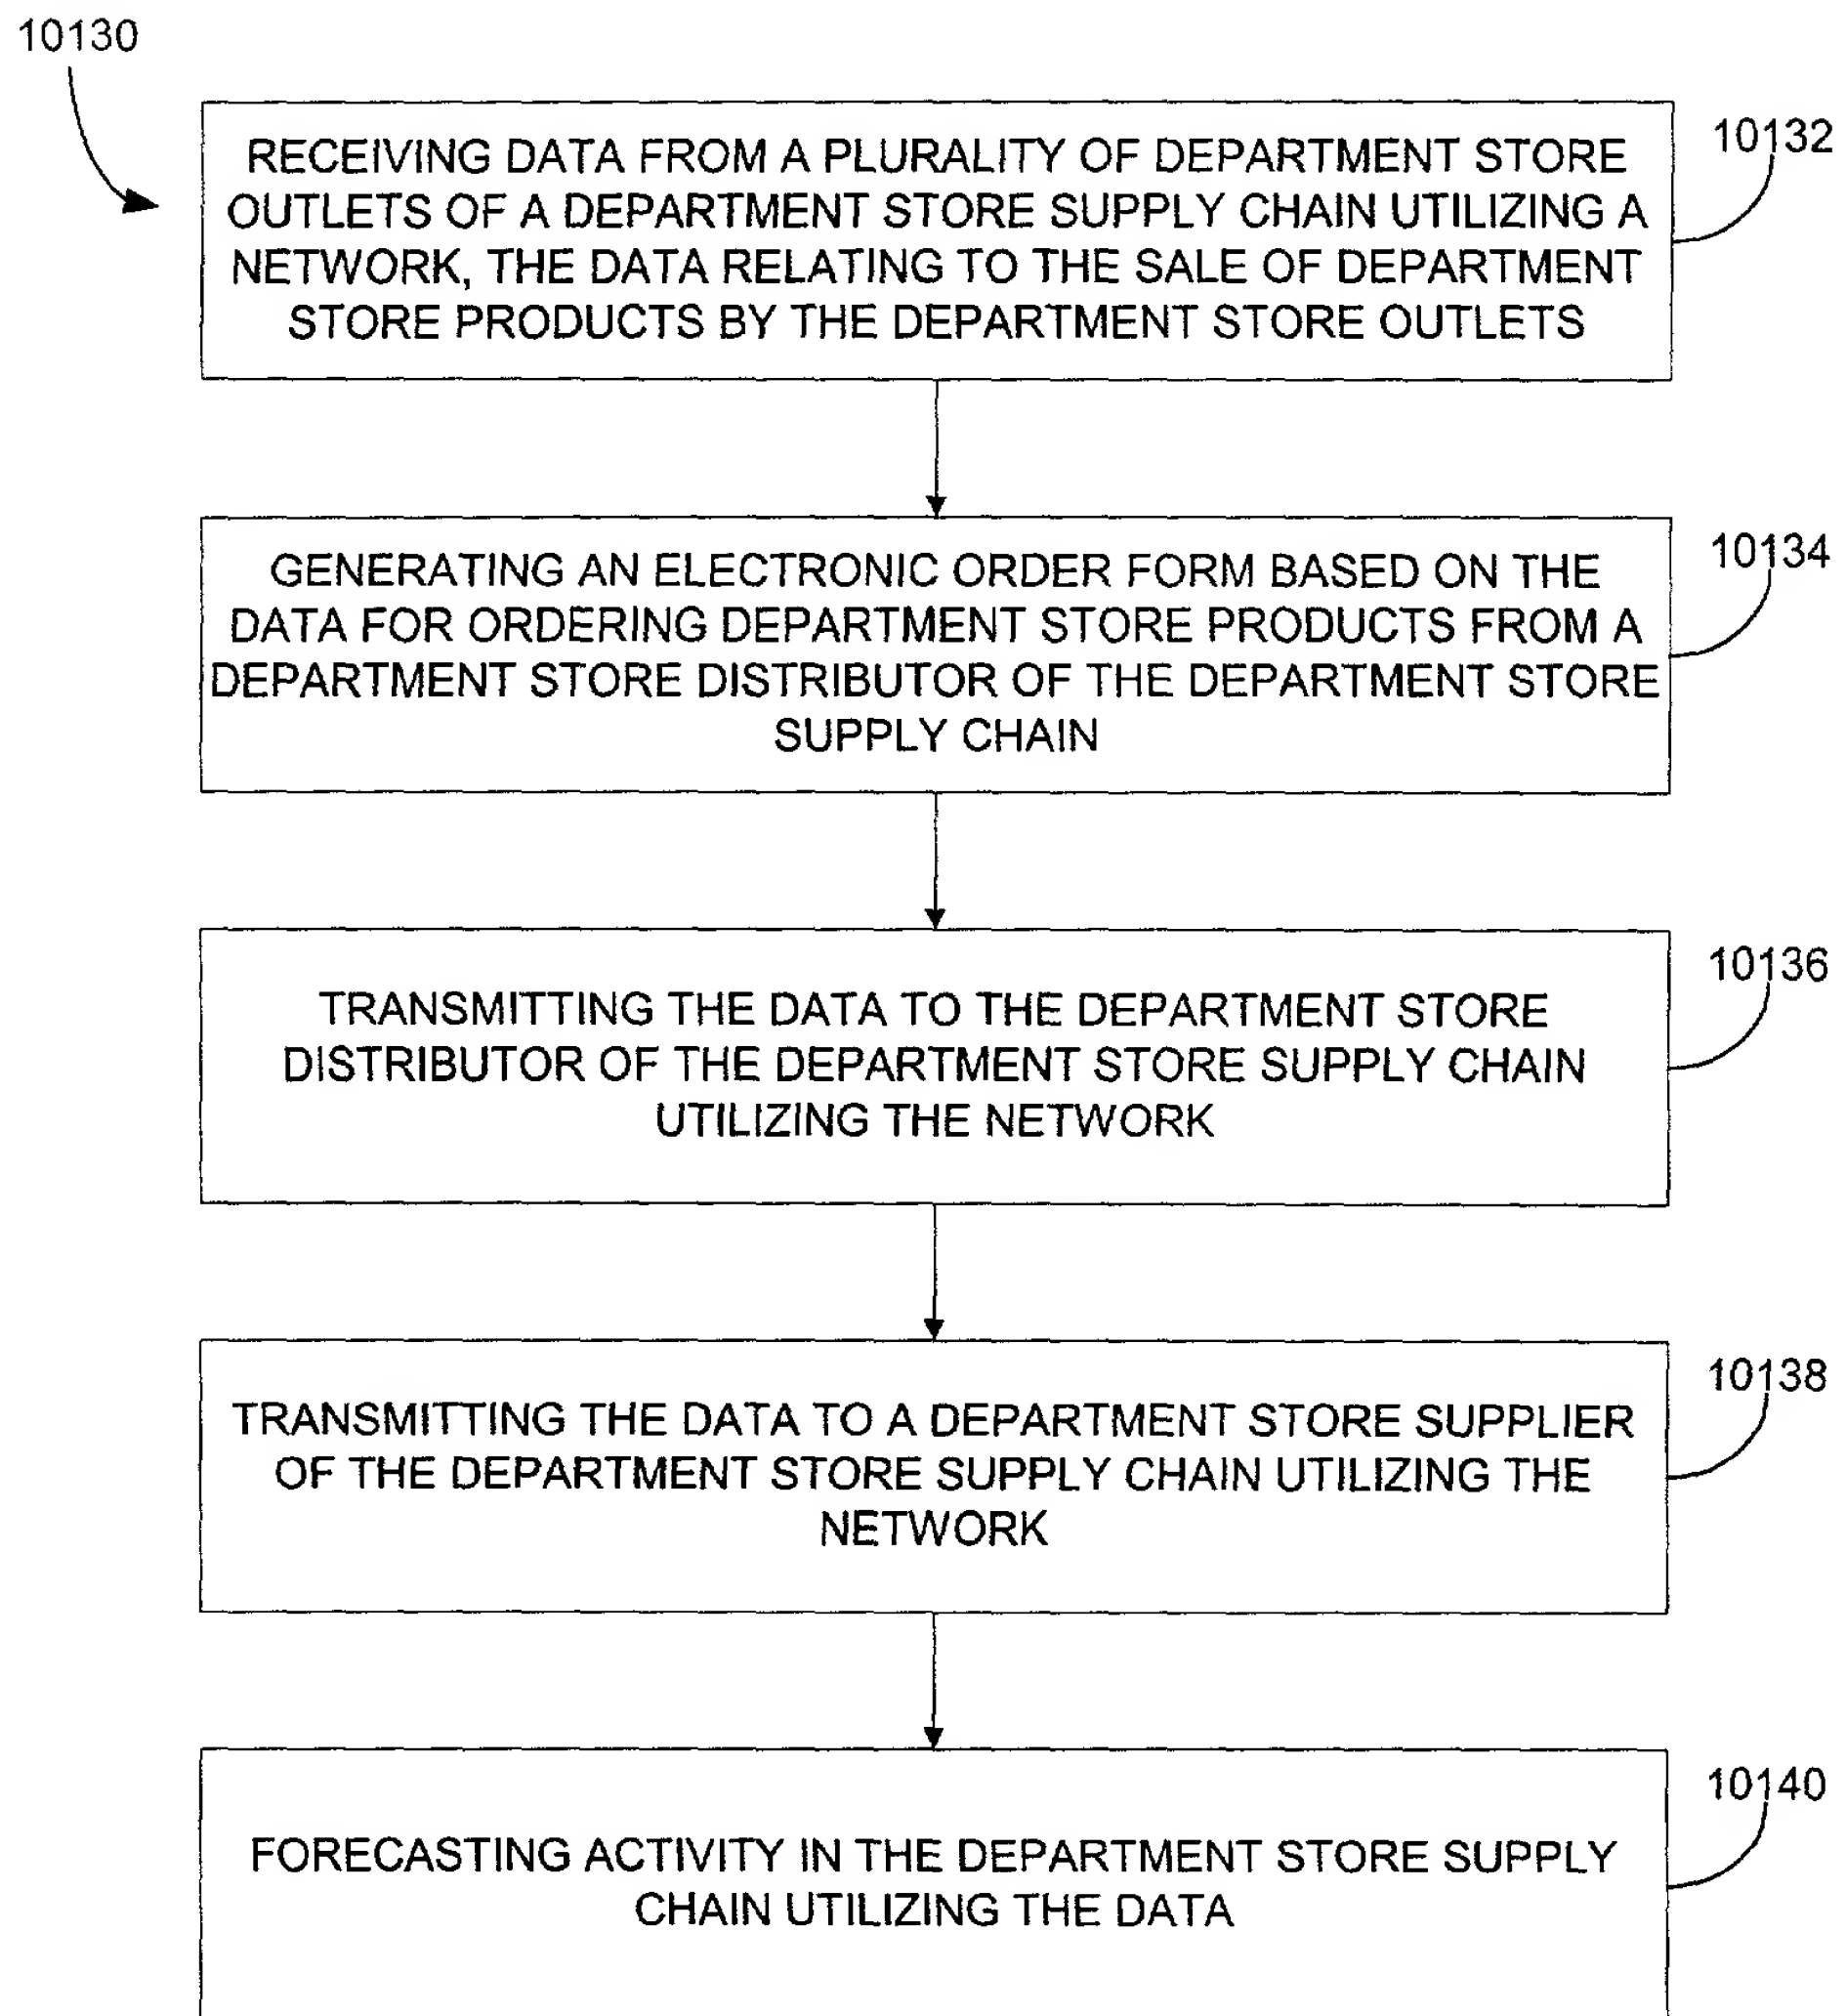 10130
RECEIVING DATA FROM A PLURALITY OF DEPARTMENT STORE
OUTLETS OF A DEPARTMENT STORE SUPPLY CHAIN UTILIZING A
NETWORK, THE DATA RELATING TO THE SALE OF DEPARTMENT
STORE PRODUCTS BY THE DEPARTMENT STORE OUTLETS
10132
GENERATING AN ELECTRONIC ORDER FORM BASED ON THE
DATA FOR ORDERING DEPARTMENT STORE PRODUCTS FROM A
DEPARTMENT STORE DISTRIBUTOR OF THE DEPARTMENT STORE
SUPPLY CHAIN
10134
TRANSMITTING THE DATA TO THE DEPARTMENT STORE
DISTRIBUTOR OF THE DEPARTMENT STORE SUPPLY CHAIN
UTILIZING THE NETWORK
10136
TRANSMITTING THE DATA TO A DEPARTMENT STORE SUPPLIER
OF THE DEPARTMENT STORE SUPPLY CHAIN UTILIZING THE
NETWORK
10138
FORECASTING ACTIVITY IN THE DEPARTMENT STORE SUPPLY
CHAIN UTILIZING THE DATA
10140